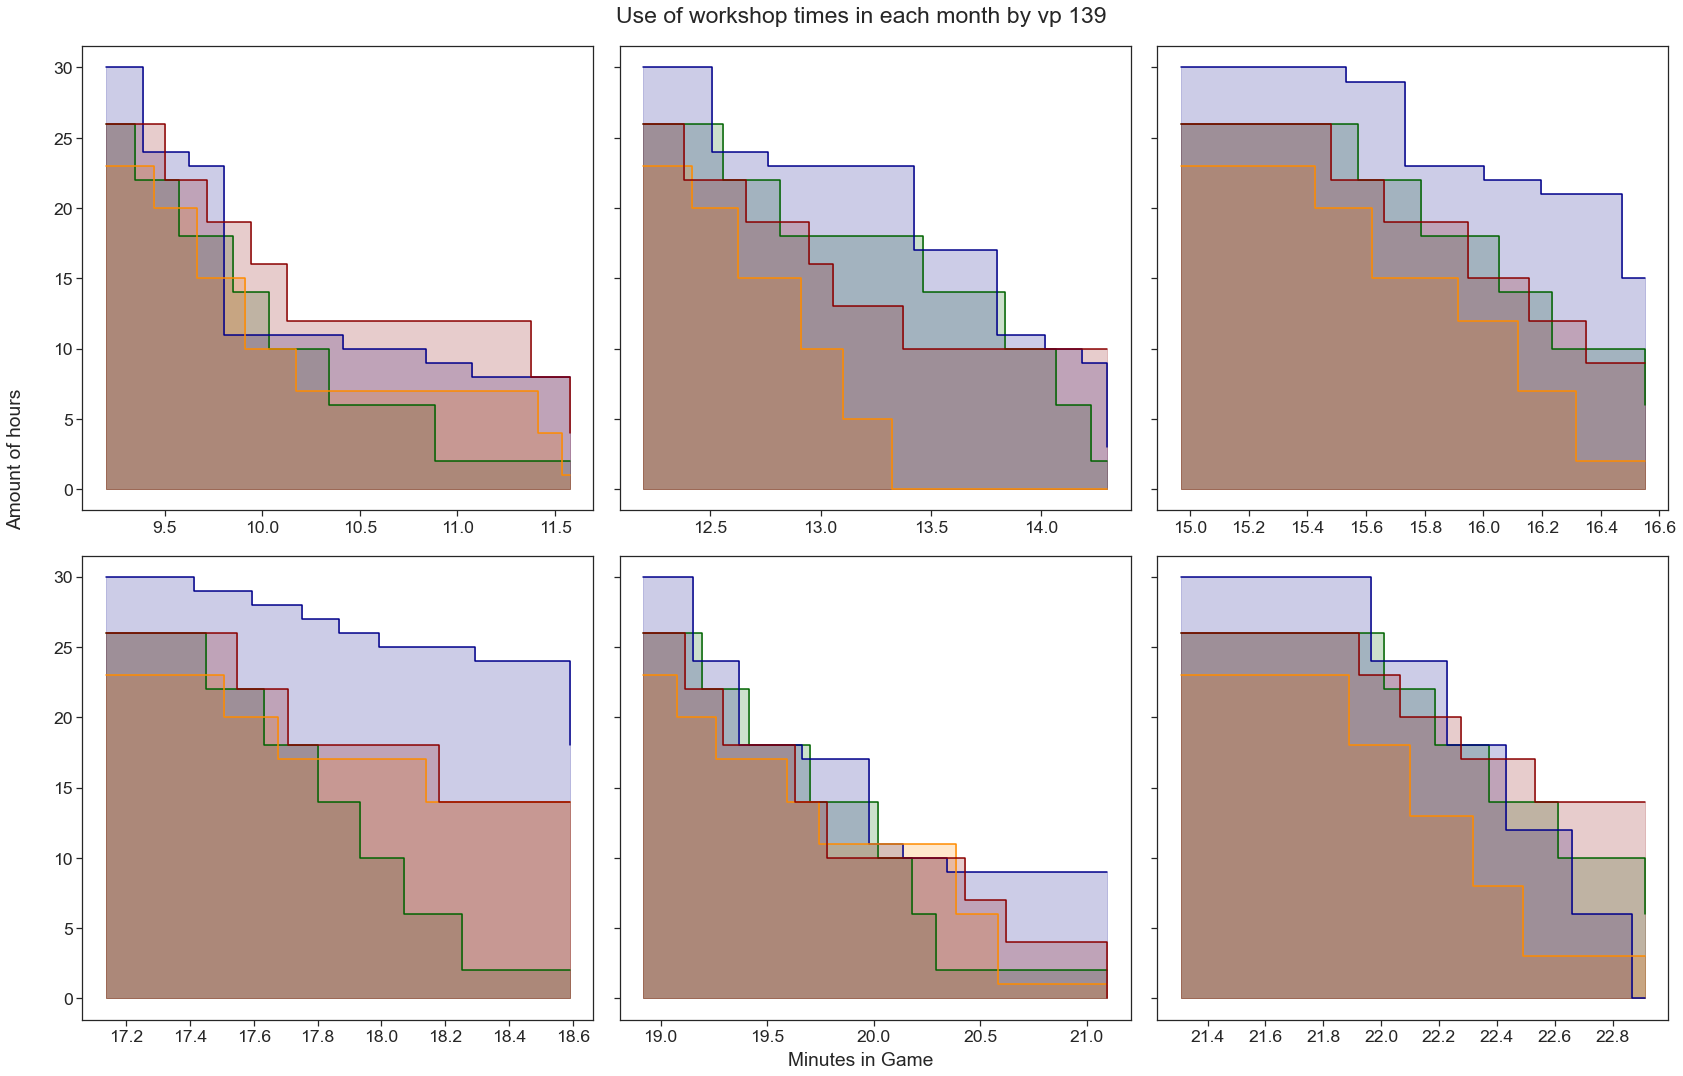 Use of workshop times in each month by vp 139
Amount of hours
30
25
20
15
10
5
0
9.5 10.0 10.5 11.0 11.5
12.5 13.0 13.5 14.0
15.0 15.2 15.4 15.6 15.8 16.0 16.2 16.4 16.6
30
25
20
15
10
5
0
17.2 17.4 17.6 17.8 18.0 18.2 18.4 18.6
19.0 19.5 20.0 20.5 21.0
21.4 21.6 21.8 22.0 22.2 22.4 22.6 22.8
Minutes in Game